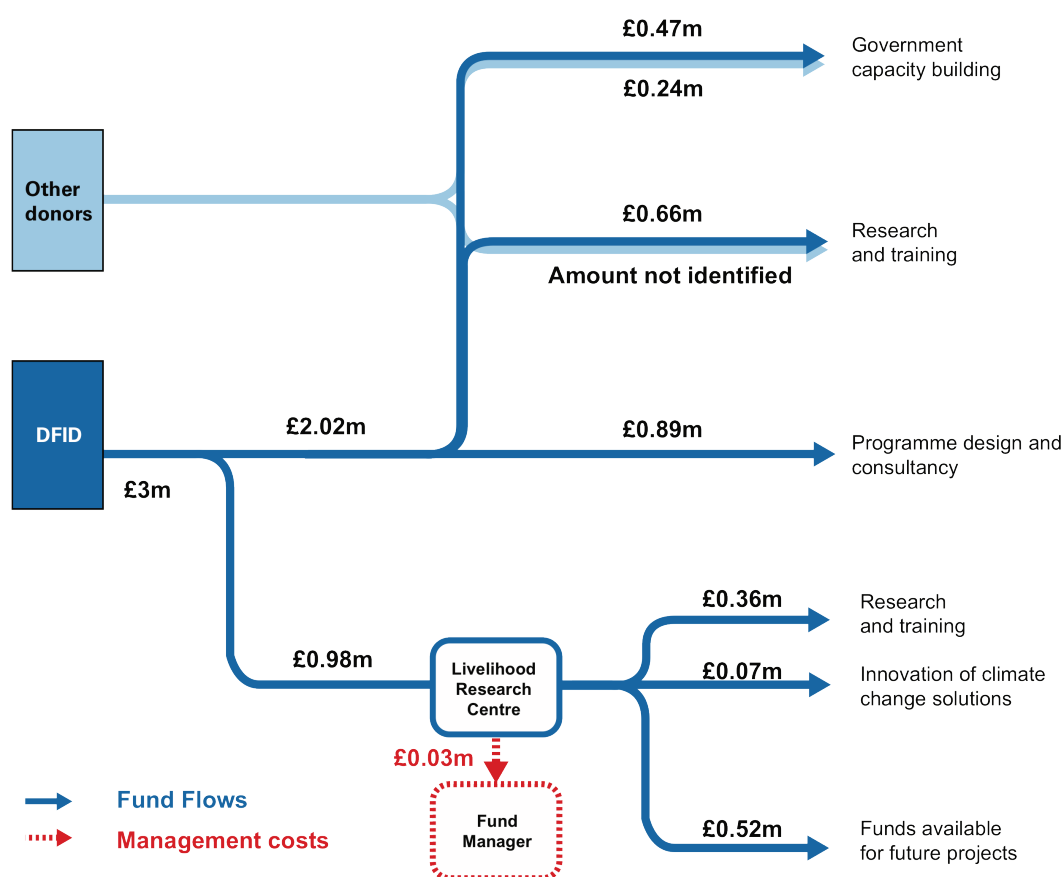 £0.47m
Government
capacity building
£0.24m
Other
donors
£0.66m
Research
and training
Amount not identified
DFID
£2.02m
£0.89m
Programme design and
consultancy
£3m
£0.36m
Research
and training
£0.98m
Livelihood
Research
Centre
£0.07m
Innovation of climate
change solutions
£0.03m
Fund Flows
Management costs
Fund
Manager
£0.52m
Funds available
for future projects